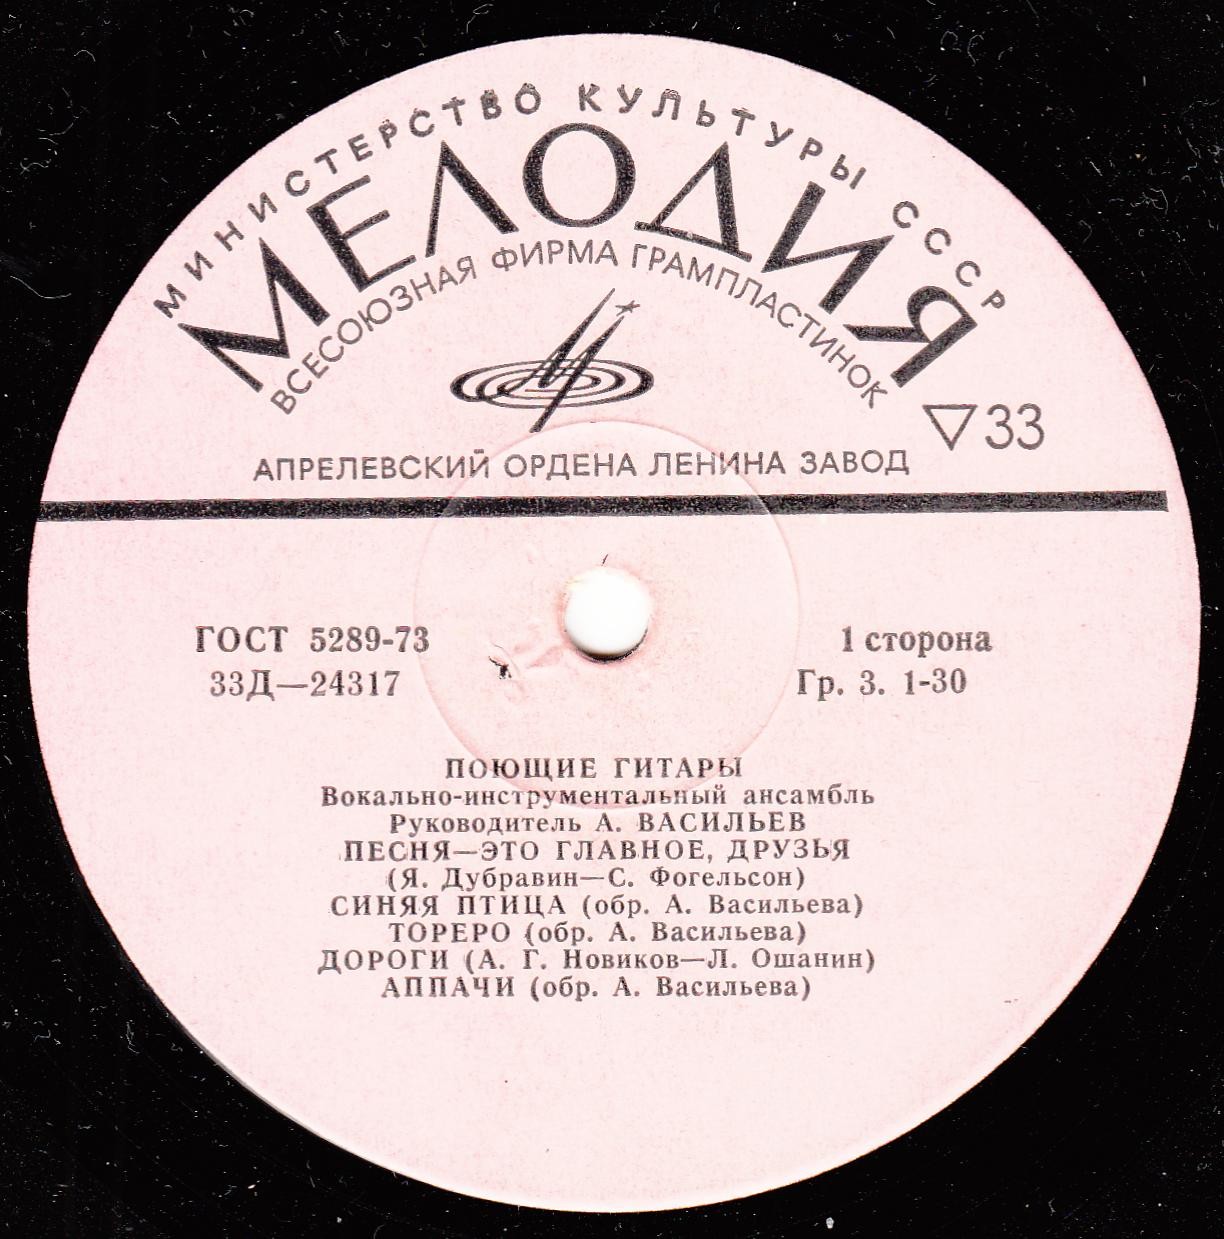 МИНИСТЕРСТВО КУЛЬТУРЫ СССР
МЕЛОДИЯ
ВСЕСОЮЗНАЯ ФИРМА ГРАМПЛАСТИНОК
▽33
АПРЕЛЕВСКИЙ ОРДЕНА ЛЕНИНА ЗАВОД
ГОСТ 5289-73
1 сторона
33Д—24317
Гр. 3. 1-30
ПОЮЩИЕ ГИТАРЫ
Вокально-инструментальный ансамбль
Руководитель А. ВАСИЛЬЕВ
ПЕСНЯ—ЭТО ГЛАВНОЕ, ДРУЗЬЯ
(Я. Дубравин—С. Фогельсон)
СИНЯЯ ПТИЦА (обр. А. Васильева)
ТОРЕРО (обр. А. Васильева)
ДОРОГИ (А. Г. Новиков—Л. Ошанин)
АППАЧИ (обр. А. Васильева)